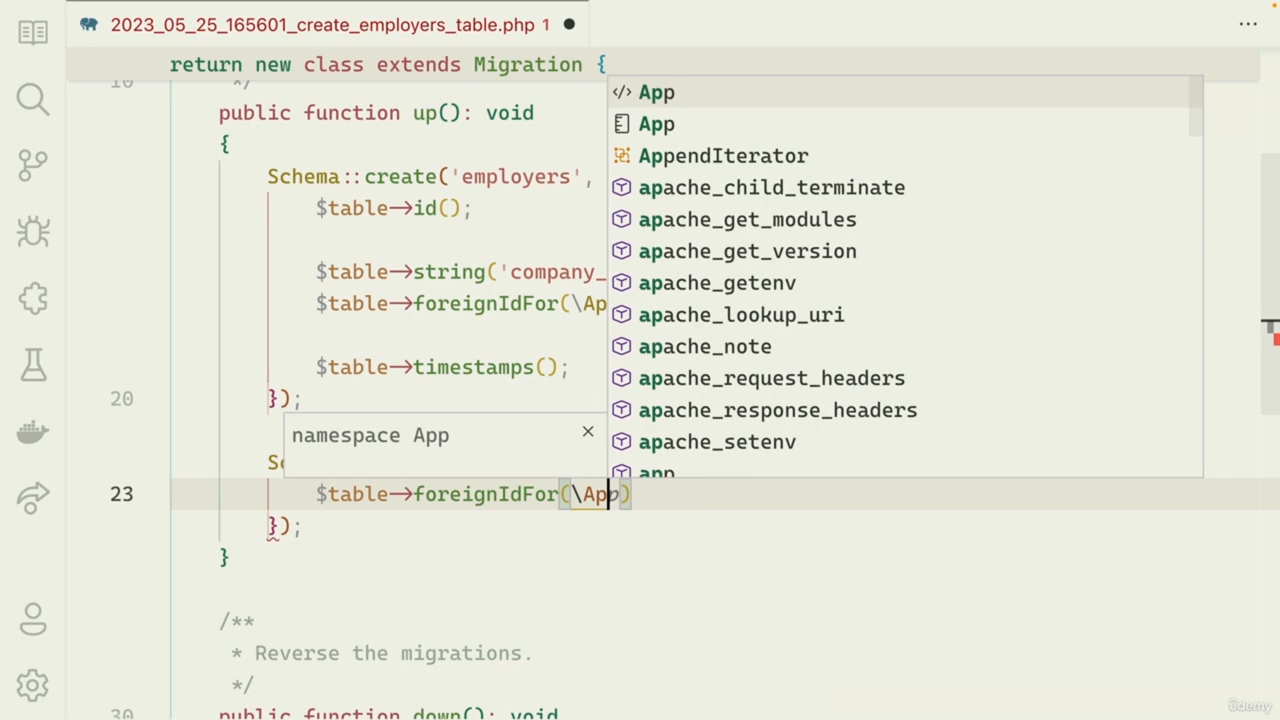 2023_05_25_165601_create_employers_table.php 1
return new class extends Migration {
10 */
public function up(): void
{
Schema::create('employers',
$table->id();
$table->string('company_
$table->foreignIdFor(\Ap
$table->timestamps();
20 });
23 $table->foreignIdFor(\App)
});
}
/**
* Reverse the migrations.
*/
30 public function down(): void
App
App
AppendIterator
apache_child_terminate
apache_get_modules
apache_get_version
apache_getenv
apache_lookup_uri
apache_note
apache_request_headers
apache_response_headers
apache_setenv
app
namespace App
udemy